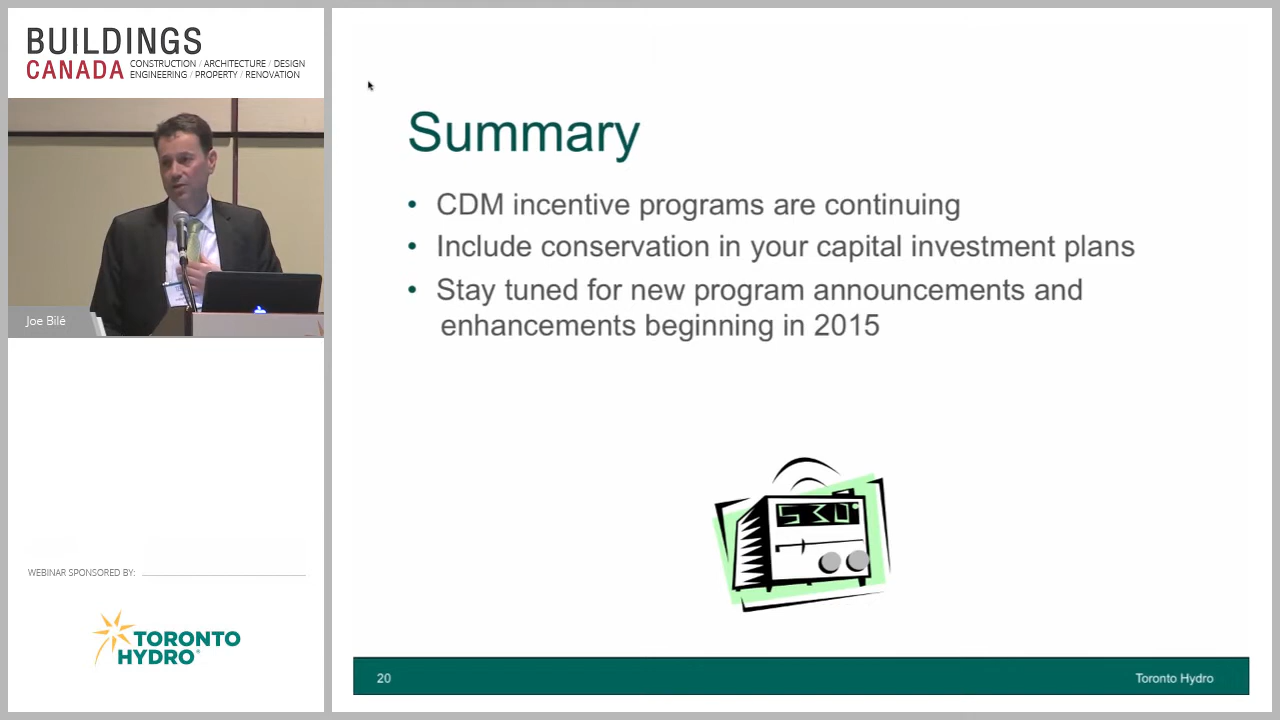 BUILDINGS
CANADA
CONSTRUCTION / ARCHITECTURE / DESIGN
ENGINEERING / PROPERTY / RENOVATION
Joe Bilé
WEBINAR SPONSORED BY:
TORONTO
HYDRO®
Summary
• CDM incentive programs are continuing
• Include conservation in your capital investment plans
• Stay tuned for new program announcements and
enhancements beginning in 2015
530
20
Toronto Hydro